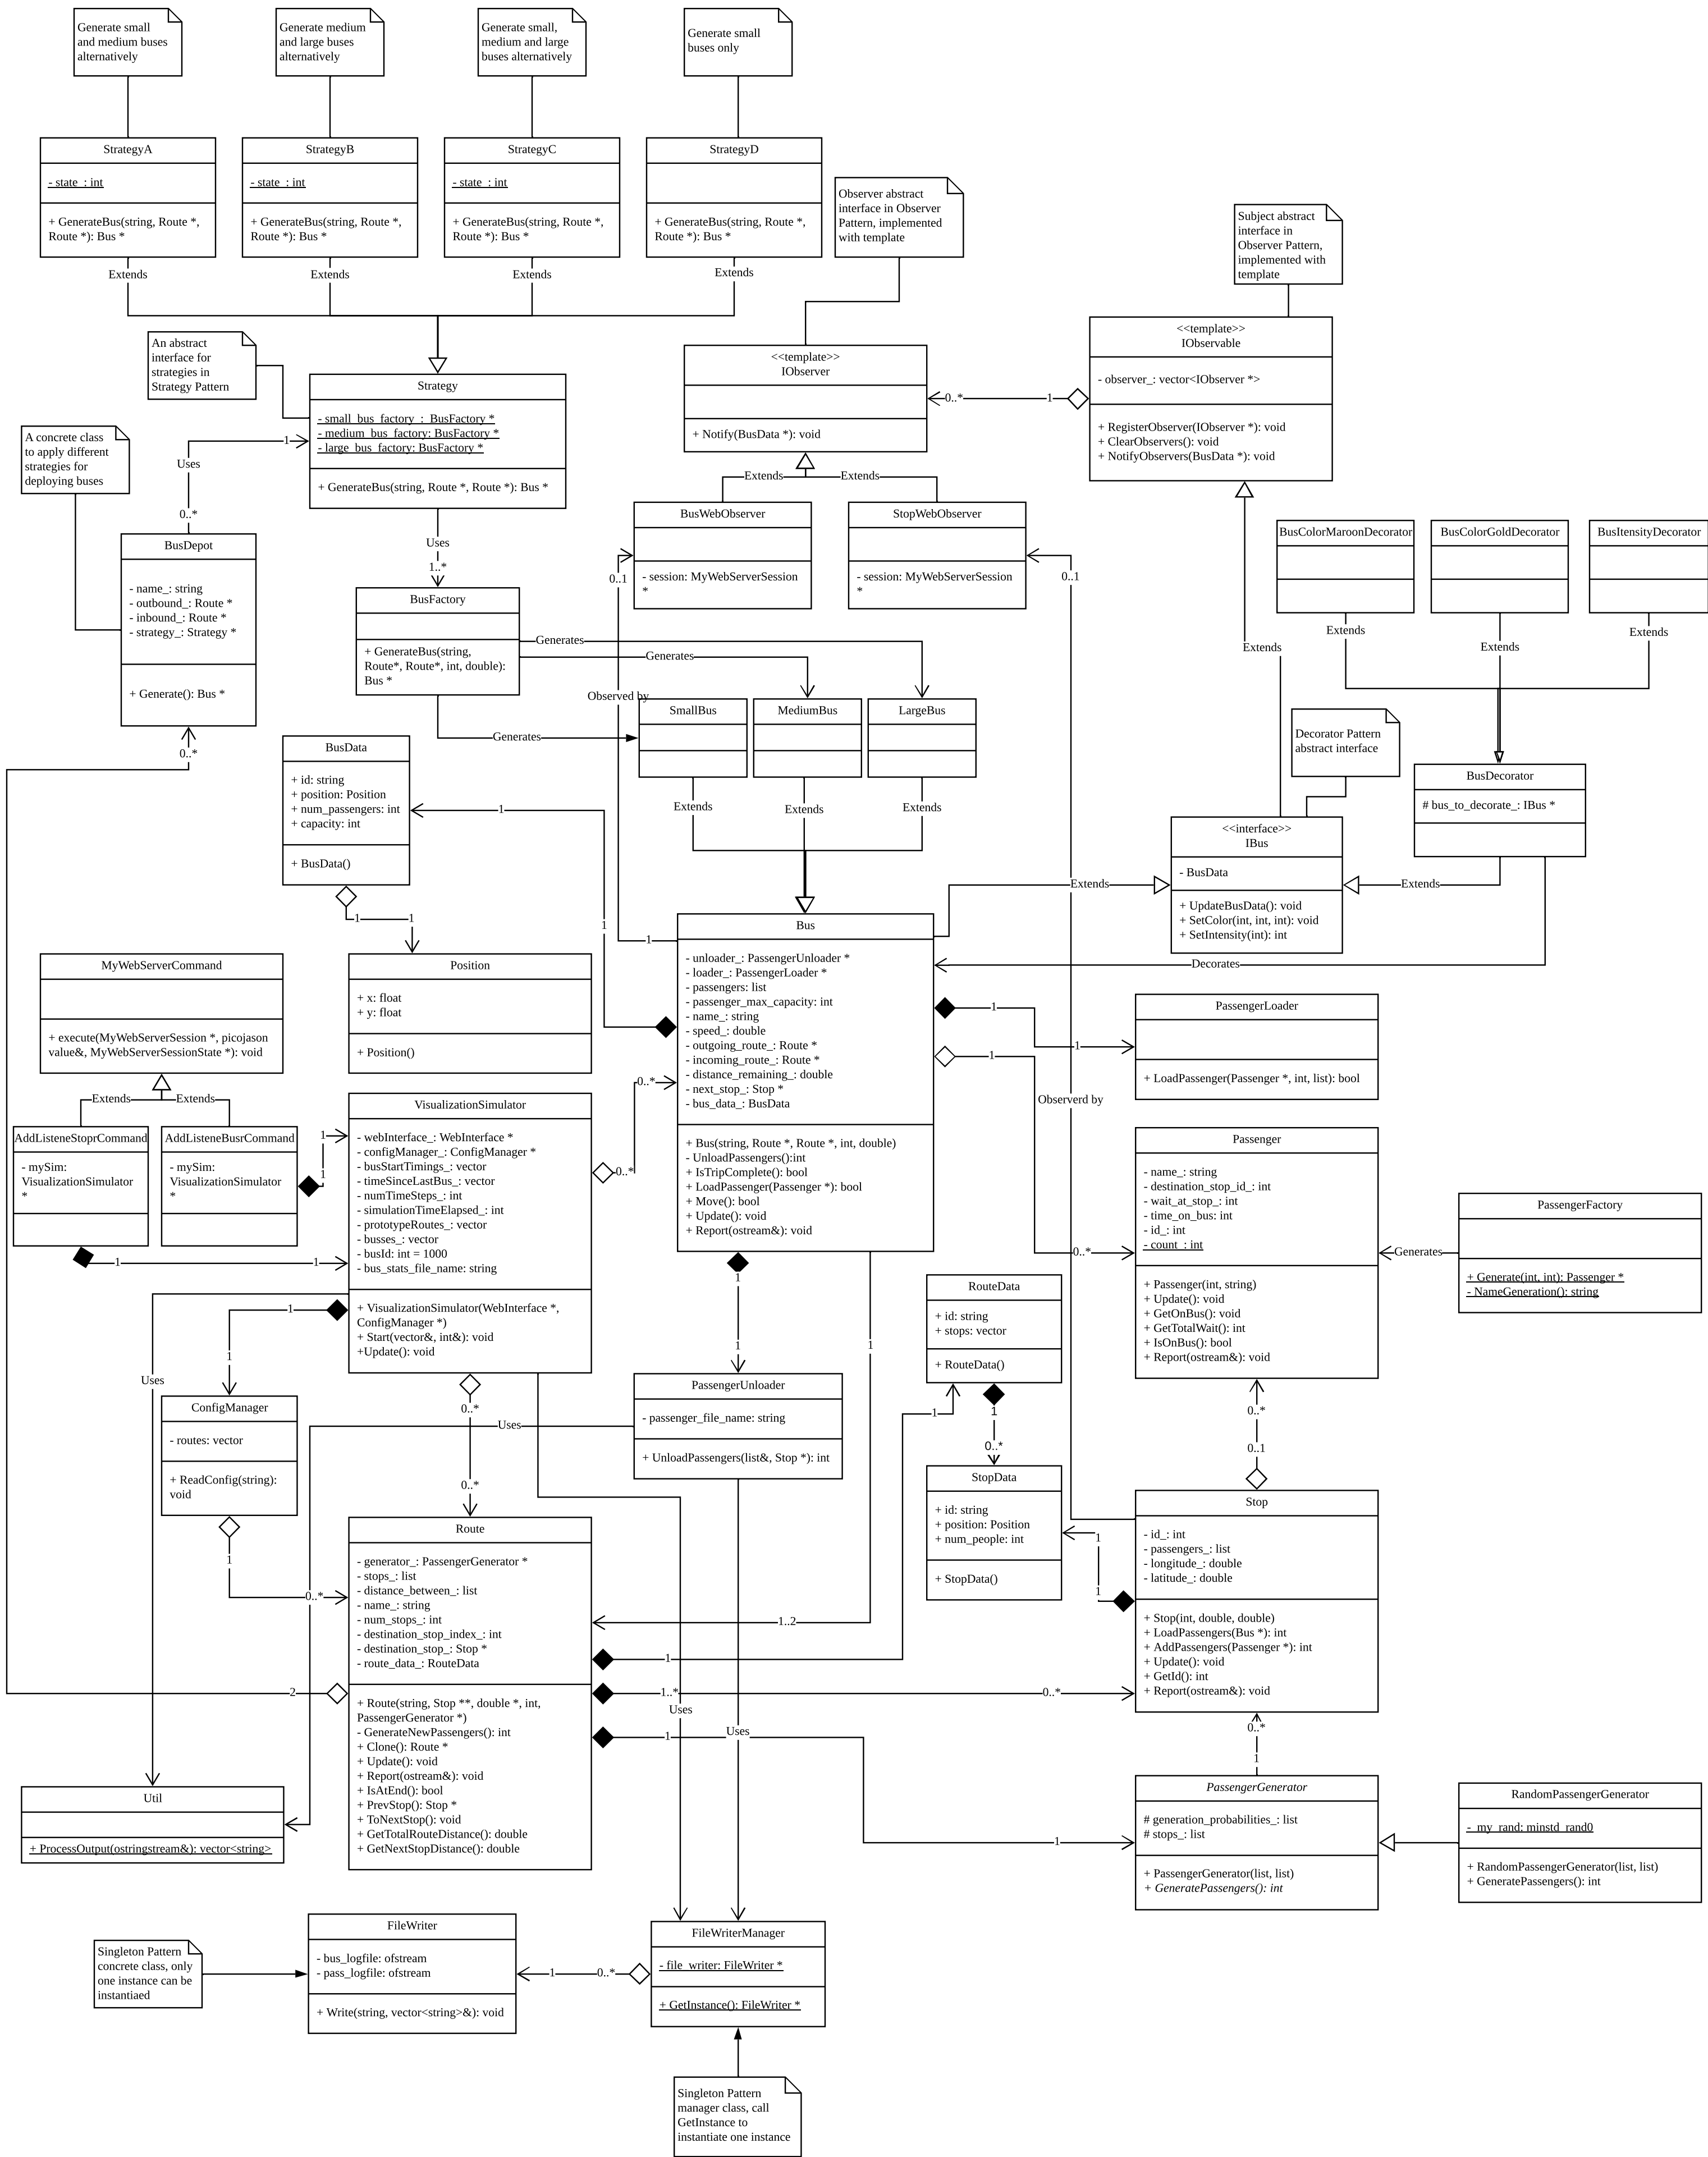 Generate small
and medium buses
alternatively
Generate medium
and large buses
alternatively
Generate small,
medium and large
buses alternatively
Generate small
buses only
StrategyA
- state_: int
+ GenerateBus(string, Route *,
Route *): Bus *
StrategyB
- state_: int
+ GenerateBus(string, Route *,
Route *): Bus *
StrategyC
- state_: int
+ GenerateBus(string, Route *,
Route *): Bus *
StrategyD
+ GenerateBus(string, Route *,
Route *): Bus *
Observer abstract
interface in Observer
Pattern, implemented
with template
Subject abstract
interface in
Observer Pattern,
implemented with
template
Extends
Extends
Extends
Extends
An abstract
interface for
strategies in
Strategy Pattern
Strategy
- small_bus_factory_: BusFactory *
- medium_bus_factory: BusFactory *
- large_bus_factory: BusFactory *
+ GenerateBus(string, Route *, Route *): Bus *
<<template>>
IObserver
+ Notify(BusData *): void
0..*
1
<<template>>
IObservable
- observer_: vector<IObserver *>
+ RegisterObserver(IObserver *): void
+ ClearObservers(): void
+ NotifyObservers(BusData *): void
A concrete class
to apply different
strategies for
deploying buses
1
Uses
0..*
BusDepot
- name_: string
- outbound_: Route *
- inbound_: Route *
- strategy_: Strategy *
+ Generate(): Bus *
0..*
Uses
1..*
Extends
Extends
BusWebObserver
- session: MyWebServerSession
*
StopWebObserver
- session: MyWebServerSession
*
0..1
0..1
BusColorMaroonDecorator
BusColorGoldDecorator
BusItensityDecorator
Extends
Extends
Extends
Extends
BusFactory
+ GenerateBus(string,
Route*, Route*, int, double):
Bus *
Generates
Generates
Generates
Observed by
SmallBus
MediumBus
LargeBus
Extends
Extends
Extends
Decorator Pattern
abstract interface
BusDecorator
# bus_to_decorate_: IBus *
BusData
+ id: string
+ position: Position
+ num_passengers: int
+ capacity: int
+ BusData()
1
1
1
1
1
<<interface>>
IBus
- BusData
+ UpdateBusData(): void
+ SetColor(int, int, int): void
+ SetIntensity(int): int
Extends
Extends
Decorates
MyWebServerCommand
+ execute(MyWebServerSession *, picojason
value&, MyWebServerSessionState *): void
Position
+ x: float
+ y: float
+ Position()
Bus
- unloader_: PassengerUnloader *
- loader_: PassengerLoader *
- passengers: list
- passenger_max_capacity: int
- name_: string
- speed_: double
- outgoing_route_: Route *
- incoming_route_: Route *
- distance_remaining_: double
- next_stop_: Stop *
- bus_data_: BusData
+ Bus(string, Route *, Route *, int, double)
- UnloadPassengers():int
+ IsTripComplete(): bool
+ LoadPassenger(Passenger *): bool
+ Move(): bool
+ Update(): void
+ Report(ostream&): void
1
1
1
0..*
Observerd by
PassengerLoader
+ LoadPassenger(Passenger *, int, list): bool
Extends
Extends
AddListeneStoprCommand
- mySim:
VisualizationSimulator
*
AddListeneBusrCommand
- mySim:
VisualizationSimulator
*
1
1
1
1
VisualizationSimulator
- webInterface_: WebInterface *
- configManager_: ConfigManager *
- busStartTimings_: vector
- timeSinceLastBus_: vector
- numTimeSteps_: int
- simulationTimeElapsed_: int
- prototypeRoutes_: vector
- busses_: vector
- busId: int = 1000
- bus_stats_file_name: string
+ VisualizationSimulator(WebInterface *,
ConfigManager *)
+ Start(vector&, int&): void
+Update(): void
0..*
0..*
Passenger
- name_: string
- destination_stop_id_: int
- wait_at_stop_: int
- time_on_bus: int
- id_: int
- count_: int
+ Passenger(int, string)
+ Update(): void
+ GetOnBus(): void
+ GetTotalWait(): int
+ IsOnBus(): bool
+ Report(ostream&): void
Generates
PassengerFactory
+ Generate(int, int): Passenger *
- NameGeneration(): string
1
1
Uses
1
1
1
RouteData
+ id: string
+ stops: vector
+ RouteData()
ConfigManager
- routes: vector
+ ReadConfig(string):
void
0..*
0..*
Uses
PassengerUnloader
- passenger_file_name: string
+ UnloadPassengers(list&, Stop *): int
1
1
0..*
0..*
0..1
StopData
+ id: string
+ position: Position
+ num_people: int
+ StopData()
1
1
Stop
- id_: int
- passengers_: list
- longitude_: double
- latitude_: double
+ Stop(int, double, double)
+ LoadPassengers(Bus *): int
+ AddPassengers(Passenger *): int
+ Update(): void
+ GetId(): int
+ Report(ostream&): void
1
0..*
Route
- generator_: PassengerGenerator *
- stops_: list
- distance_between_: list
- name_: string
- num_stops_: int
- destination_stop_index_: int
- destination_stop_: Stop *
- route_data_: RouteData
+ Route(string, Stop **, double *, int,
PassengerGenerator *)
- GenerateNewPassengers(): int
+ Clone(): Route *
+ Update(): void
+ Report(ostream&): void
+ IsAtEnd(): bool
+ PrevStop(): Stop *
+ ToNextStop(): void
+ GetTotalRouteDistance(): double
+ GetNextStopDistance(): double
2
1..2
1
1..*
0..*
Uses
1
Uses
1
0..*
1
PassengerGenerator
# generation_probabilities_: list
# stops_: list
+ PassengerGenerator(list, list)
+ GeneratePassengers(): int
RandomPassengerGenerator
- my_rand: minstd_rand0
+ RandomPassengerGenerator(list, list)
+ GeneratePassengers(): int
Util
+ ProcessOutput(ostringstream&): vector<string>
Singleton Pattern
concrete class, only
one instance can be
instantiaed
FileWriter
- bus_logfile: ofstream
- pass_logfile: ofstream
+ Write(string, vector<string>&): void
1
0..*
FileWriterManager
- file_writer: FileWriter *
+ GetInstance(): FileWriter *
Singleton Pattern
manager class, call
GetInstance to
instantiate one instance